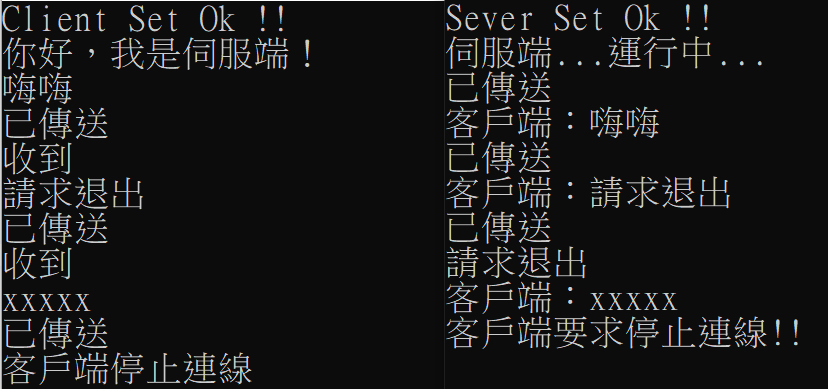 Client Set Ok !!
你好，我是伺服端！
嗨嗨
已傳送
收到
請求退出
已傳送
收到
xxxxx
已傳送
客戶端停止連線
Sever Set Ok !!
伺服端...運行中...
已傳送
客戶端：嗨嗨
已傳送
客戶端：請求退出
已傳送
請求退出
客戶端：xxxxx
客戶端要求停止連線!!